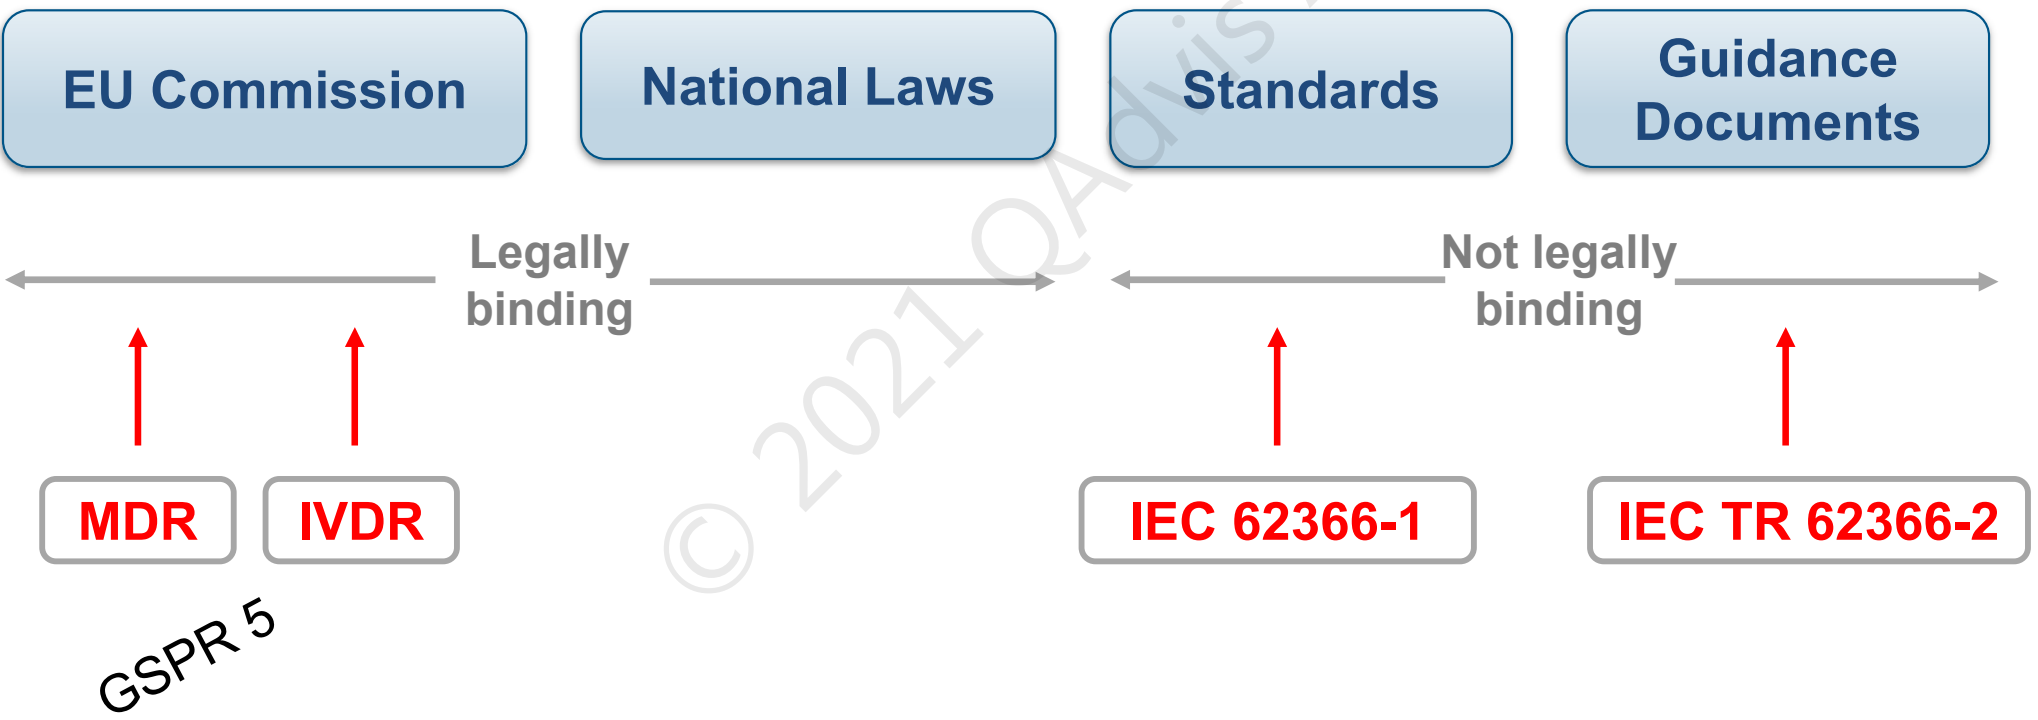 EU Commission
National Laws
Standards
Guidance
Documents
Legally
binding
Not legally
binding
MDR
IVDR
IEC 62366-1
IEC TR 62366-2
GSPR 5
© 2021 QAdvis